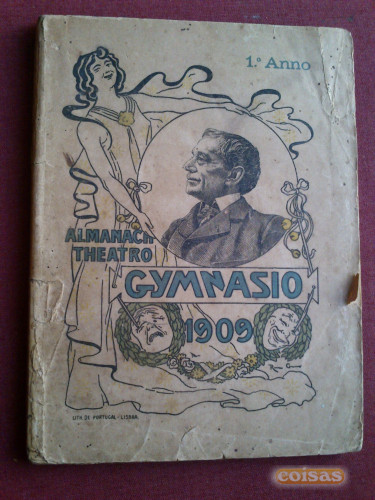 1.º Anno
ALMANACH
THEATRO
GYMNASIO
1909
LITH. DE PORTUGAL - LISBOA
coisas